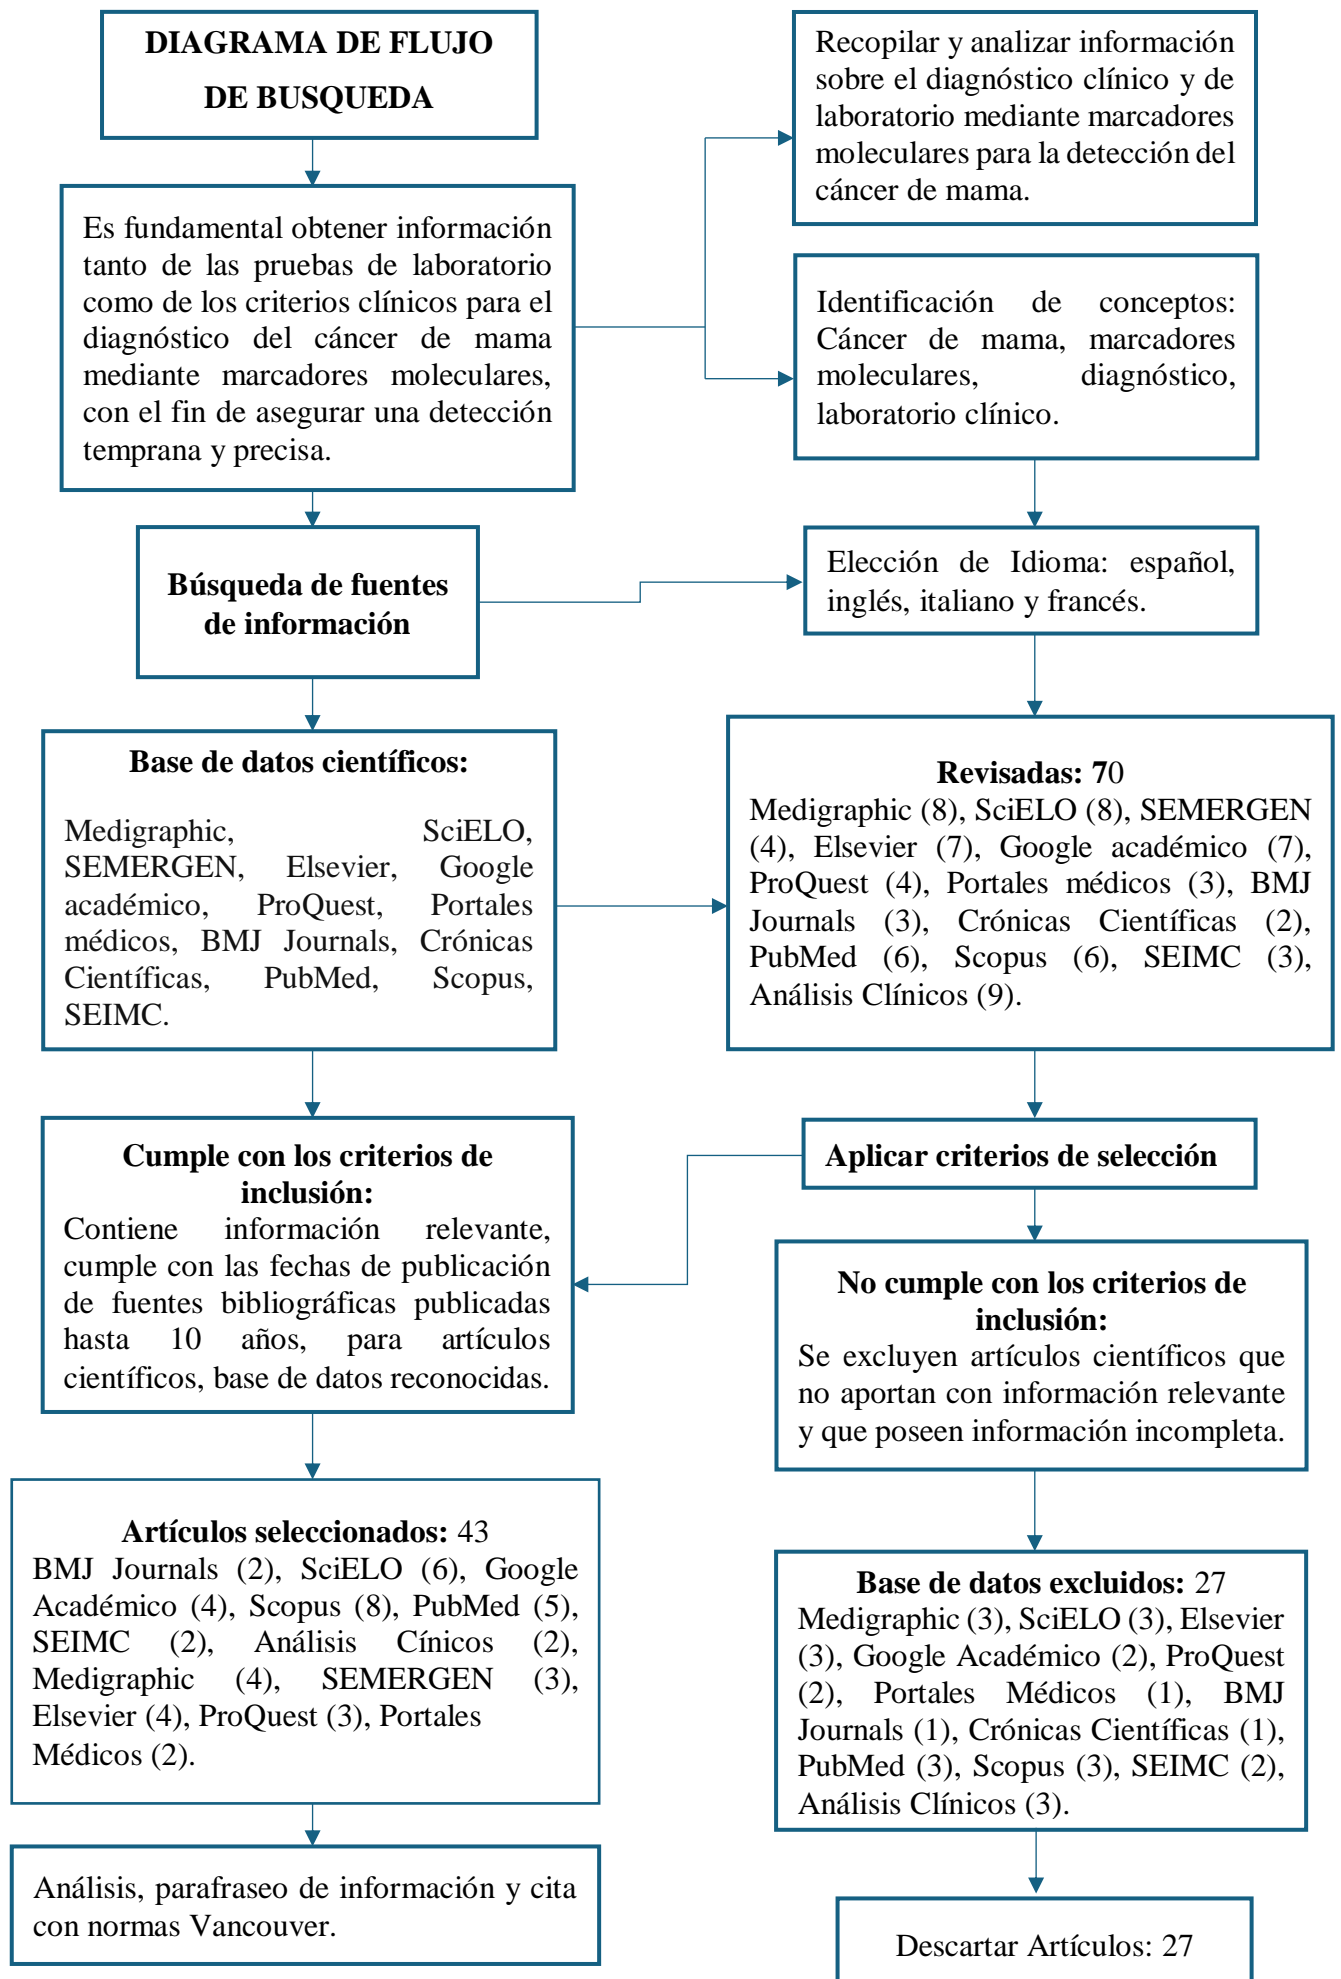 DIAGRAMA DE FLUJO
DE BUSQUEDA
Recopilar y analizar información
sobre el diagnóstico clínico y de
laboratorio mediante marcadores
moleculares para la detección del
cáncer de mama.
Es fundamental obtener información
tanto de las pruebas de laboratorio
como de los criterios clínicos para el
diagnóstico del cáncer de mama
mediante marcadores moleculares,
con el fin de asegurar una detección
temprana y precisa.
Identificación de conceptos:
Cáncer de mama, marcadores
moleculares, diagnóstico,
laboratorio clínico.
Búsqueda de fuentes
de información
Elección de Idioma: español,
inglés, italiano y francés.
Base de datos científicos:
Medigraphic, SciELO,
SEMERGEN, Elsevier, Google
académico, ProQuest, Portales
médicos, BMJ Journals, Crónicas
Científicas, PubMed, Scopus,
SEIMC.
Revisadas: 70
Medigraphic (8), SciELO (8), SEMERGEN
(4), Elsevier (7), Google académico (7),
ProQuest (4), Portales médicos (3), BMJ
Journals (3), Crónicas Científicas (2),
PubMed (6), Scopus (6), SEIMC (3),
Análisis Clínicos (9).
Cumple con los criterios de
inclusión:
Contiene información relevante,
cumple con las fechas de publicación
de fuentes bibliográficas publicadas
hasta 10 años, para artículos
científicos, base de datos reconocidas.
Aplicar criterios de selección
No cumple con los criterios de
inclusión:
Se excluyen artículos científicos que
no aportan con información relevante
y que poseen información incompleta.
Artículos seleccionados: 43
BMJ Journals (2), SciELO (6), Google
Académico (4), Scopus (8), PubMed (5),
SEIMC (2), Análisis Cínicos (2),
Medigraphic (4), SEMERGEN (3),
Elsevier (4), ProQuest (3), Portales
Médicos (2).
Base de datos excluidos: 27
Medigraphic (3), SciELO (3), Elsevier
(3), Google Académico (2), ProQuest
(2), Portales Médicos (1), BMJ
Journals (1), Crónicas Científicas (1),
PubMed (3), Scopus (3), SEIMC (2),
Análisis Clínicos (3).
Análisis, parafraseo de información y cita
con normas Vancouver.
Descartar Artículos: 27